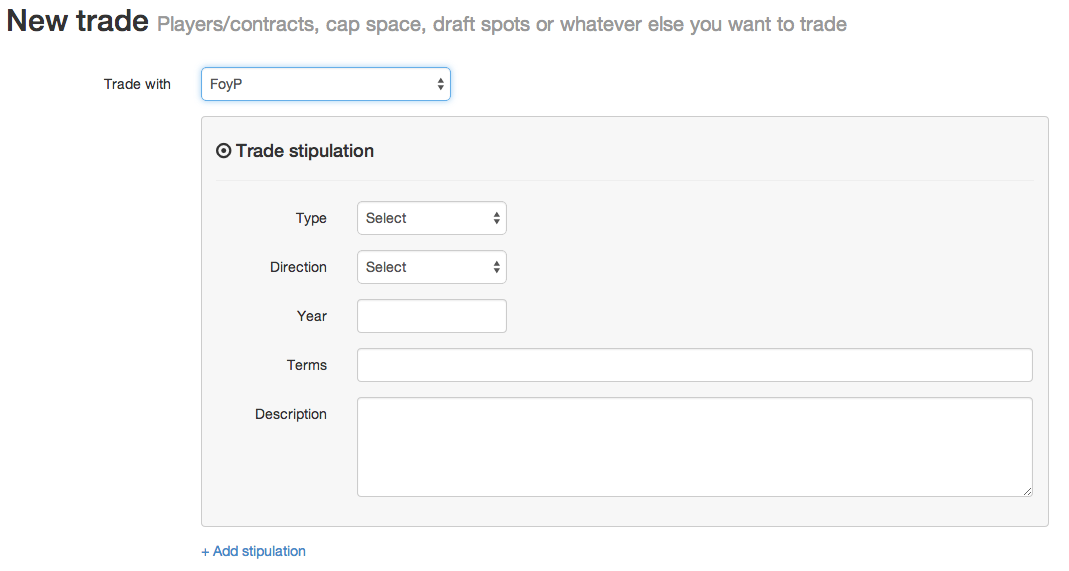 New trade Players/contracts, cap space, draft spots or whatever else you want to trade
Trade with FoyP
Trade stipulation
Type Select
Direction Select
Year
Terms
Description
+ Add stipulation